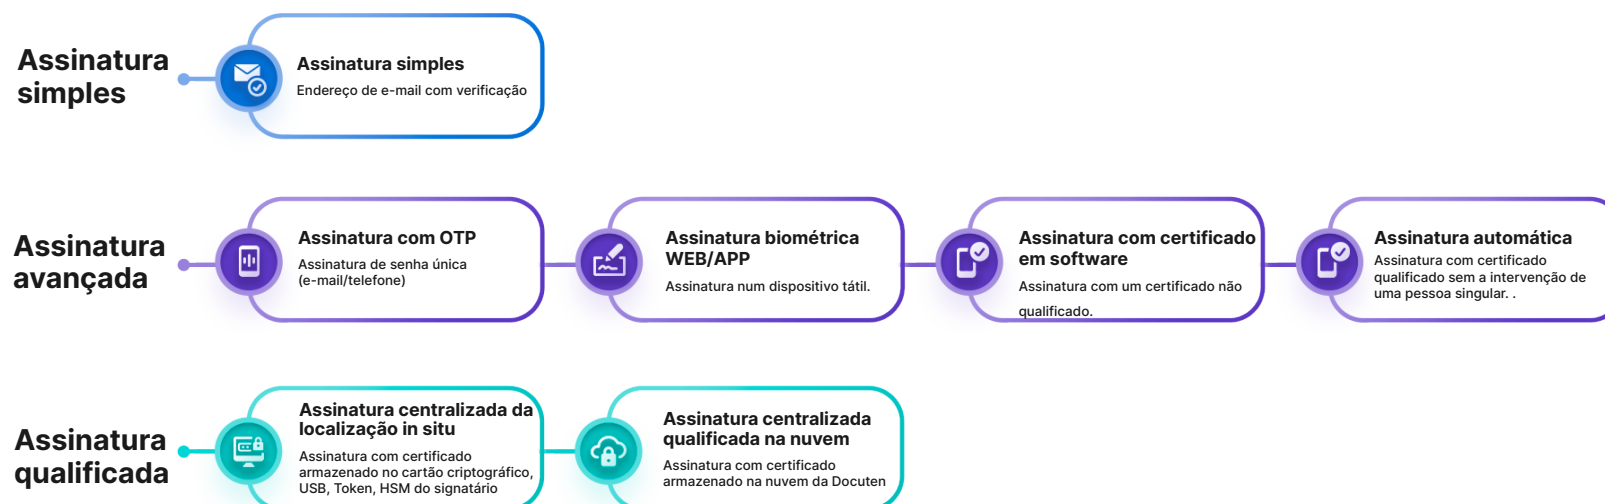 Assinatura
simples
Assinatura simples
Endereço de e-mail com verificação
Assinatura
avançada
Assinatura com OTP
Assinatura de senha única
(e-mail/telefone)
Assinatura biométrica
WEB/APP
Assinatura num dispositivo tátil.
Assinatura com certificado
em software
Assinatura com um certificado não
qualificado.
Assinatura automática
Assinatura com certificado
qualificado sem a intervenção de
uma pessoa singular. .
Assinatura
qualificada
Assinatura centralizada da
localização in situ
Assinatura com certificado
armazenado no cartão criptográfico,
USB, Token, HSM do signatário
Assinatura centralizada
qualificada na nuvem
Assinatura com certificado
armazenado na nuvem da Docuten